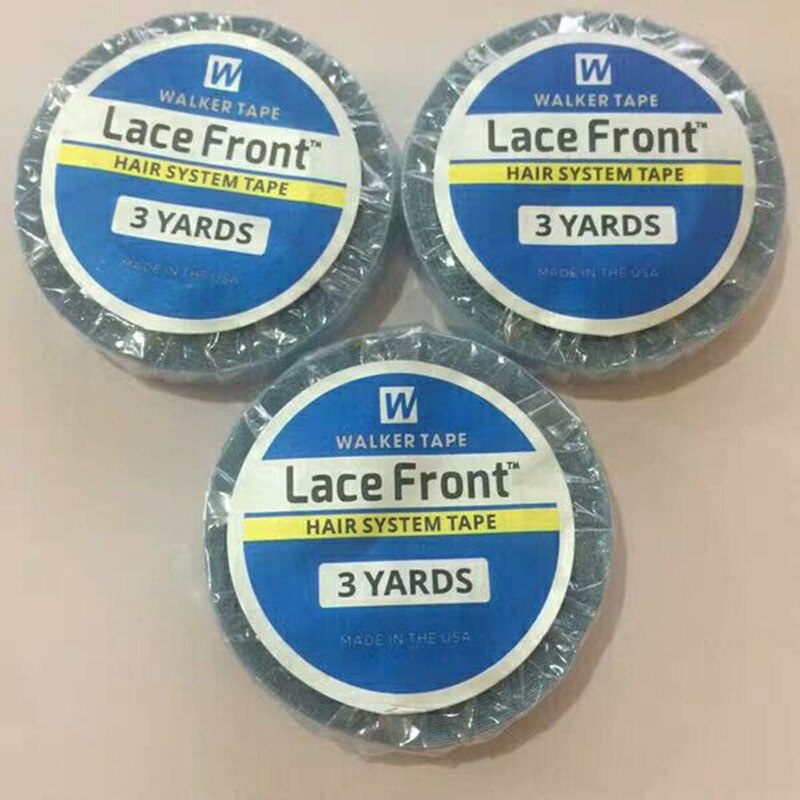 W
WALKER TAPE
Lace Front™
HAIR SYSTEM TAPE
3 YARDS
MADE IN THE USA
W
WALKER TAPE
Lace Front™
HAIR SYSTEM TAPE
3 YARDS
MADE IN THE USA
W
WALKER TAPE
Lace Front™
HAIR SYSTEM TAPE
3 YARDS
MADE IN THE USA